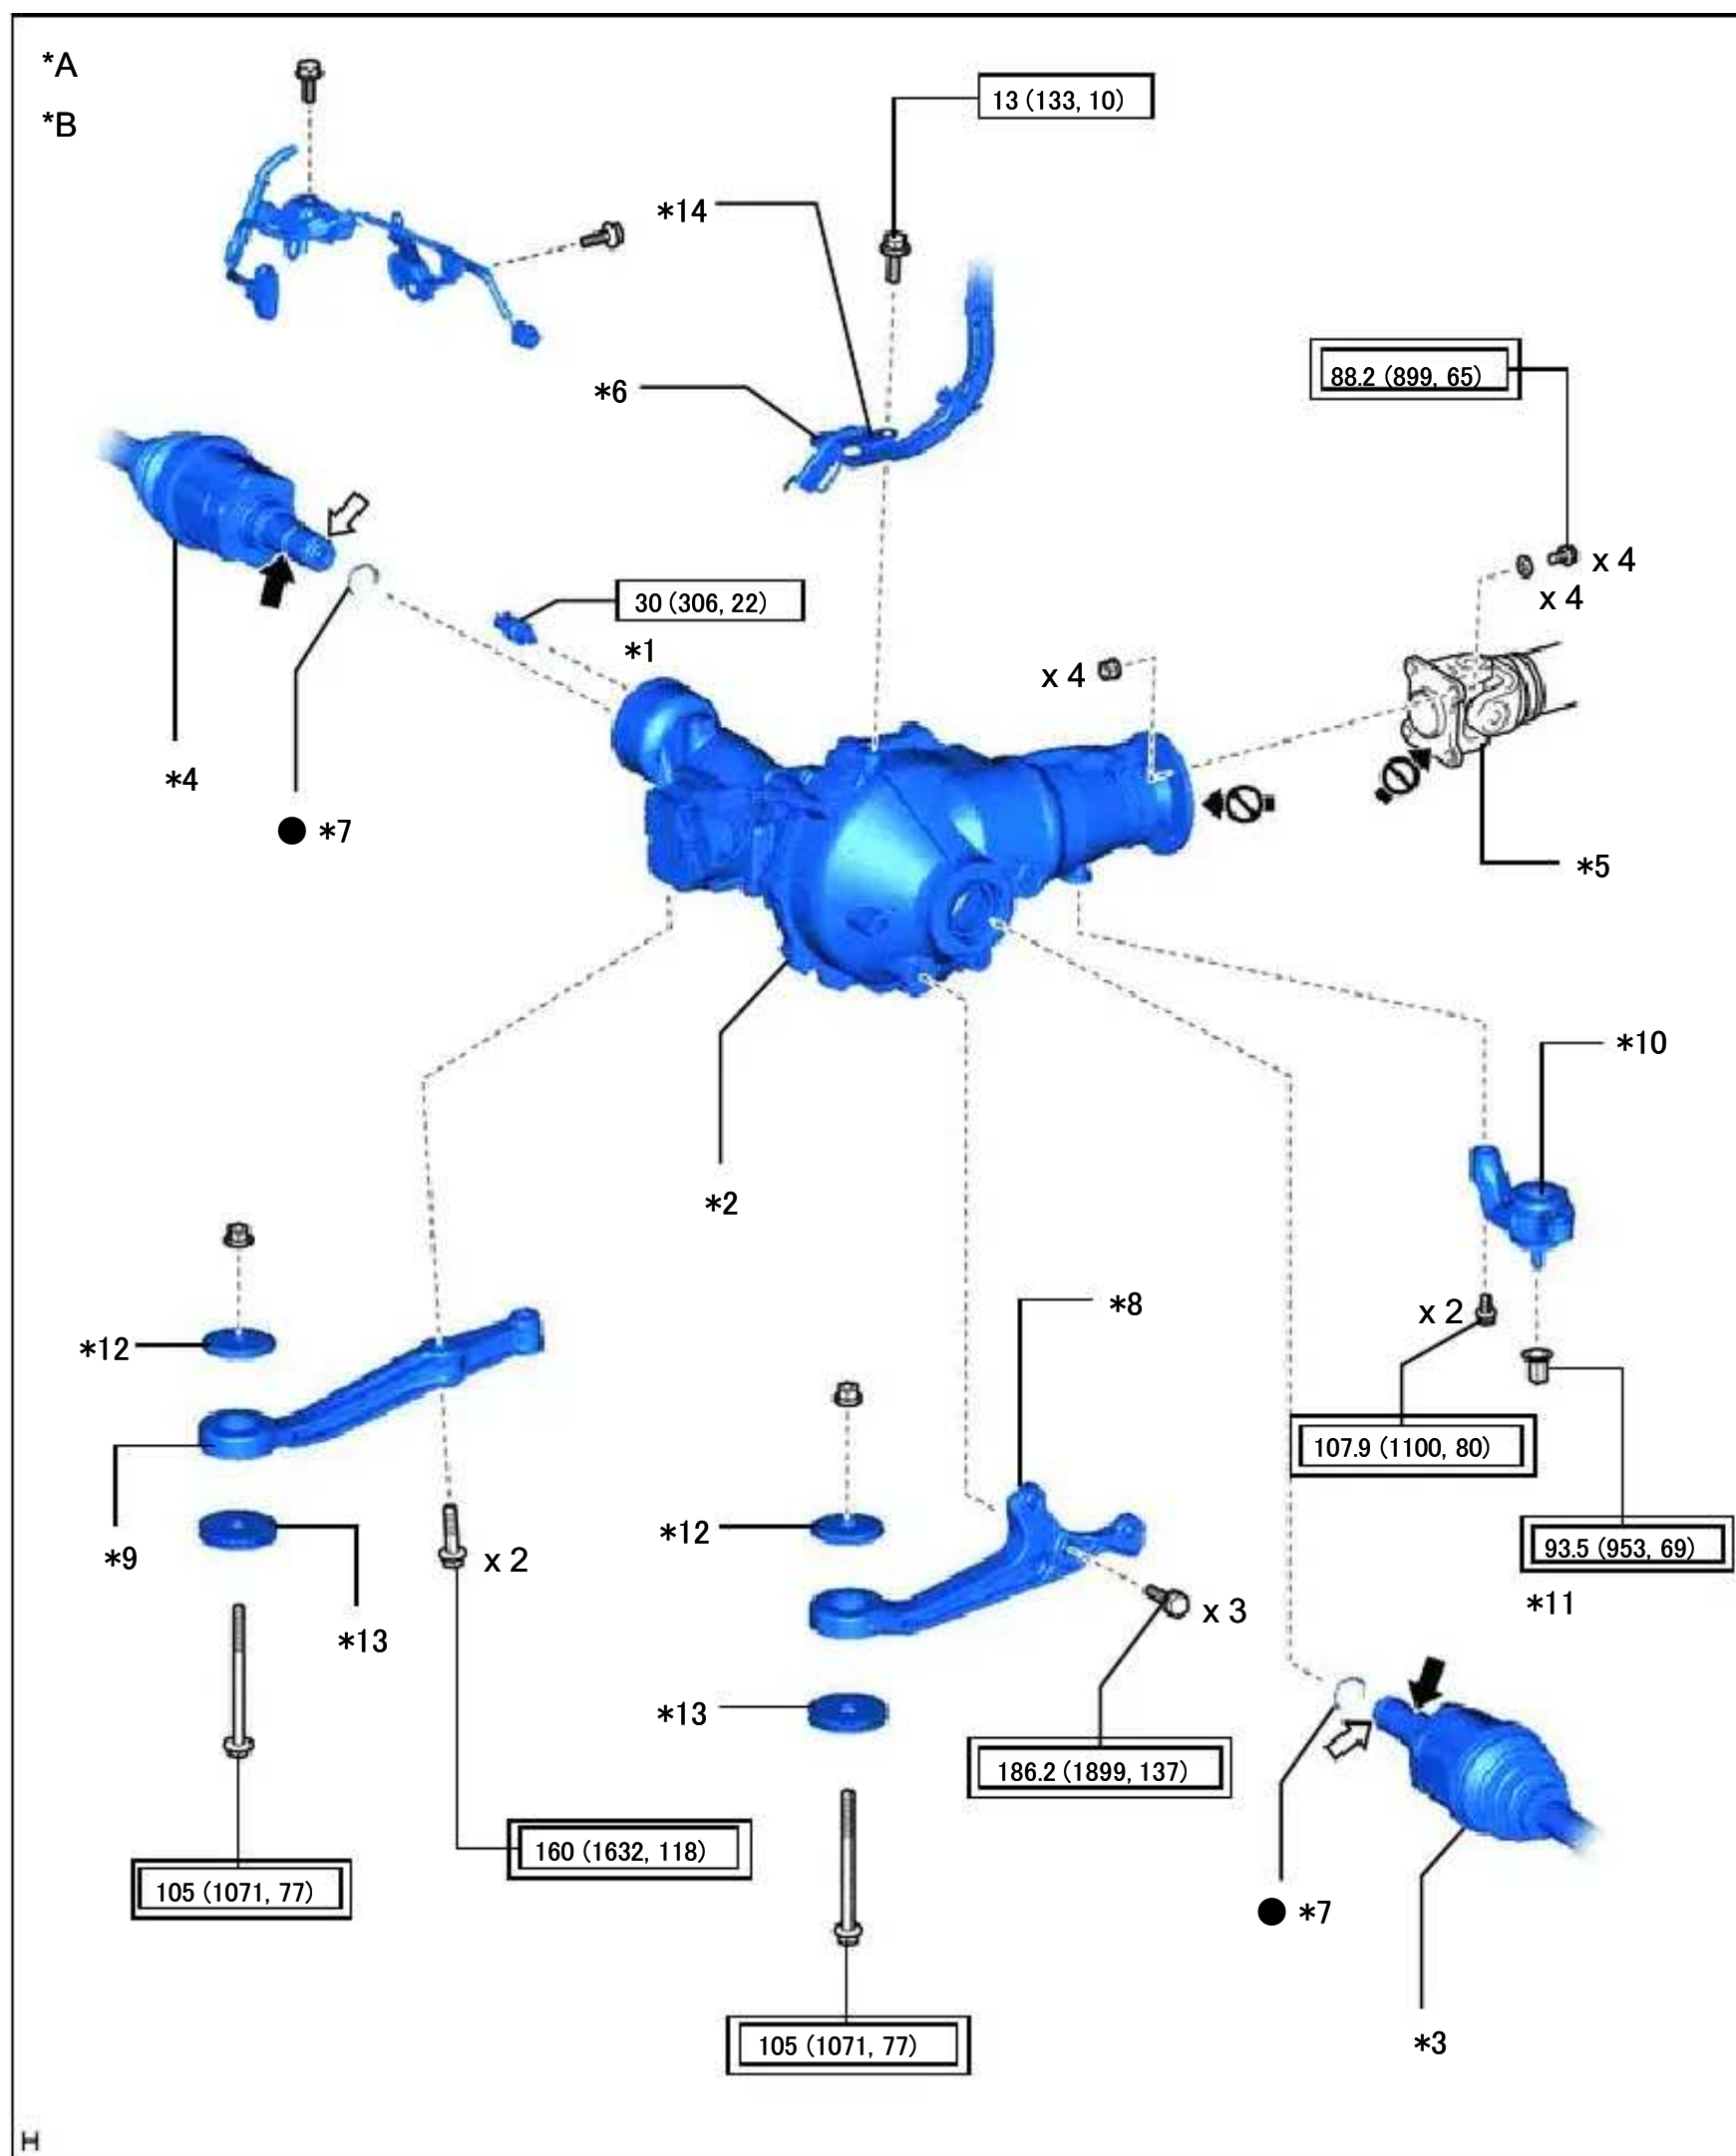 *A
*B
13 (133, 10)
*14
*6
88.2 (899, 65)
x 4
x 4
30 (306, 22)
*1
x 4
*4
● *7
*5
*10
*2
*8
x 2
*12
107.9 (1100, 80)
*12
93.5 (953, 69)
*9
x 2
*11
x 3
*13
*13
186.2 (1899, 137)
160 (1632, 118)
105 (1071, 77)
● *7
105 (1071, 77)
*3
H